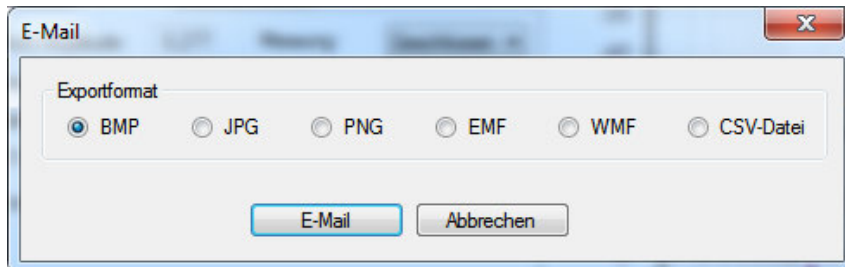 E-Mail
Exportformat
BMP JPG PNG EMF WMF CSV-Datei
E-Mail Abbrechen